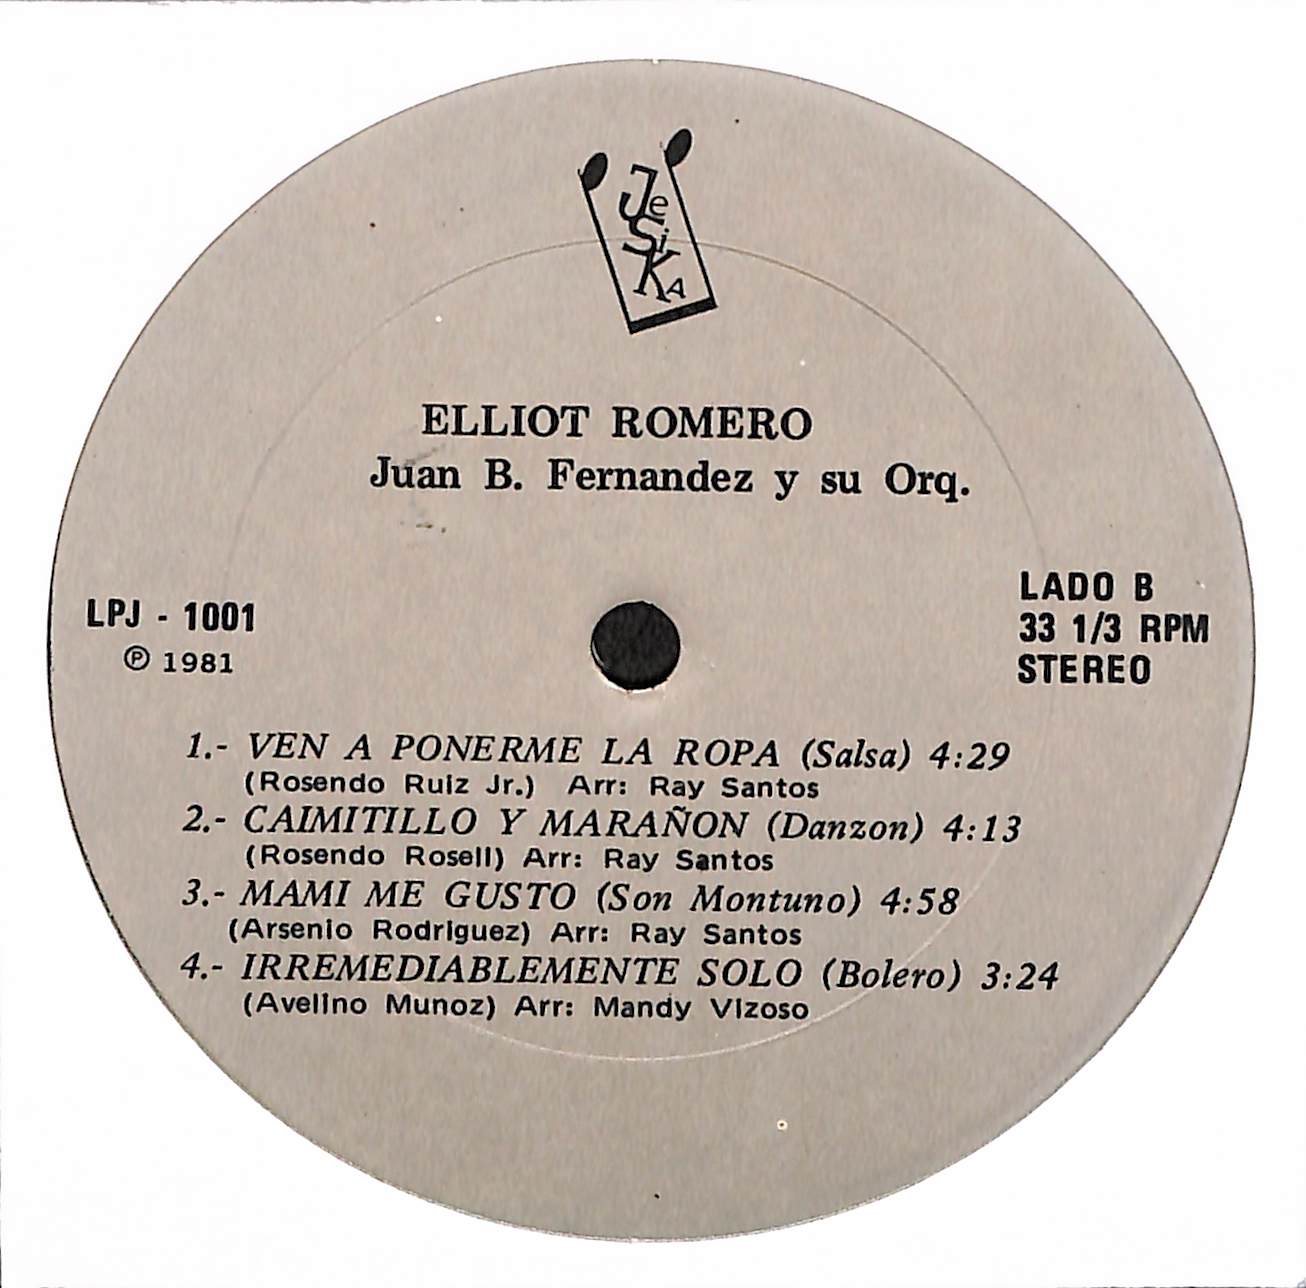 JeSiKA
ELLIOT ROMERO
Juan B. Fernandez y su Orq.
LPJ - 1001
℗ 1981
LADO B
33 1/3 RPM
STEREO
1.- VEN A PONERME LA ROPA (Salsa) 4:29
(Rosendo Ruiz Jr.) Arr: Ray Santos
2.- CAIMITILLO Y MARAÑON (Danzon) 4:13
(Rosendo Rosell) Arr: Ray Santos
3.- MAMI ME GUSTO (Son Montuno) 4:58
(Arsenio Rodriguez) Arr: Ray Santos
4.- IRREMEDIABLEMENTE SOLO (Bolero) 3:24
(Avelino Munoz) Arr: Mandy Vizoso